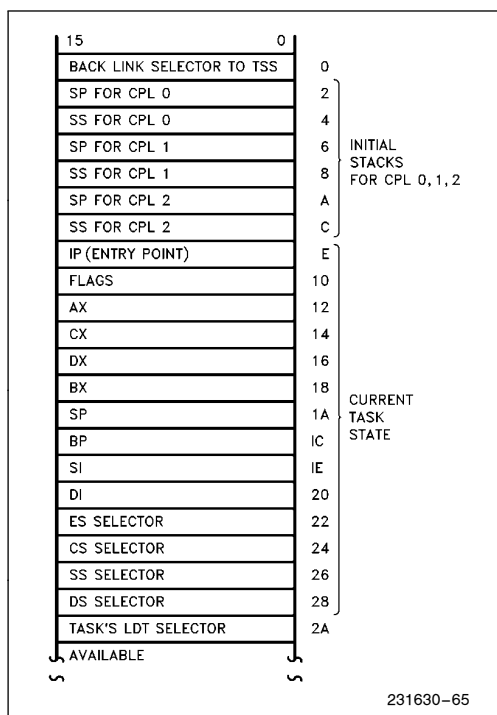 15 0
BACK LINK SELECTOR TO TSS 0
SP FOR CPL 0 2
SS FOR CPL 0 4
SP FOR CPL 1 6
SS FOR CPL 1 8
SP FOR CPL 2 A
SS FOR CPL 2 C
INITIAL
STACKS
FOR CPL 0, 1, 2
IP (ENTRY POINT) E
FLAGS 10
AX 12
CX 14
DX 16
BX 18
SP 1A
BP IC
SI IE
DI 20
ES SELECTOR 22
CS SELECTOR 24
SS SELECTOR 26
DS SELECTOR 28
CURRENT
TASK
STATE
TASK'S LDT SELECTOR 2A
AVAILABLE
231630–65